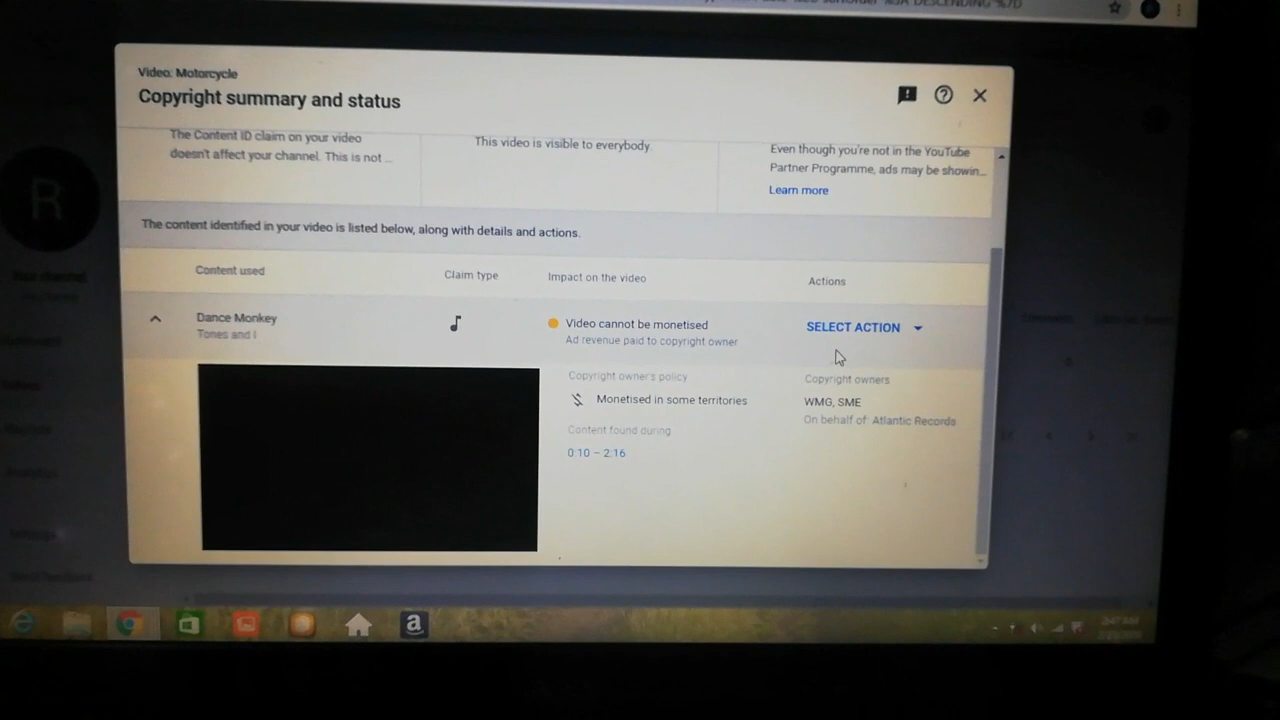 Video: Motorcycle
Copyright summary and status
The Content ID claim on your video
doesn't affect your channel. This is not ...
This video is visible to everybody.
Even though you're not in the YouTube
Partner Programme, ads may be showin...
Learn more
The content identified in your video is listed below, along with details and actions.
Content used
Claim type
Impact on the video
Actions
Dance Monkey
Tones and I
Video cannot be monetised
Ad revenue paid to copyright owner
SELECT ACTION
Copyright owner's policy
Monetised in some territories
Content found during
0:10 – 2:16
Copyright owners
WMG, SME
On behalf of: Atlantic Records
R
a